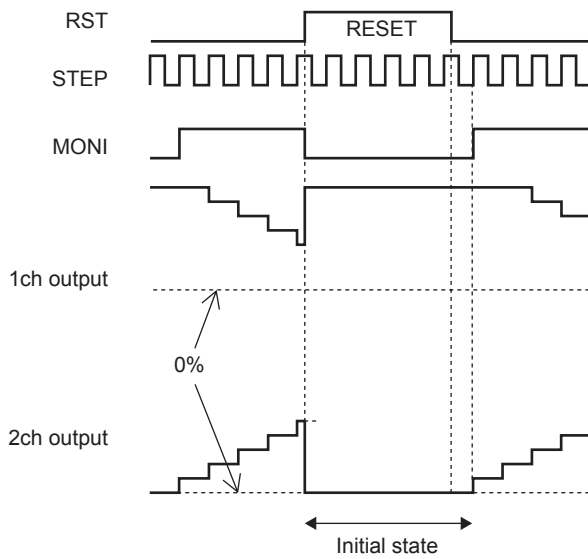 RST
RESET
STEP
MONI
1ch output
0%
2ch output
Initial state